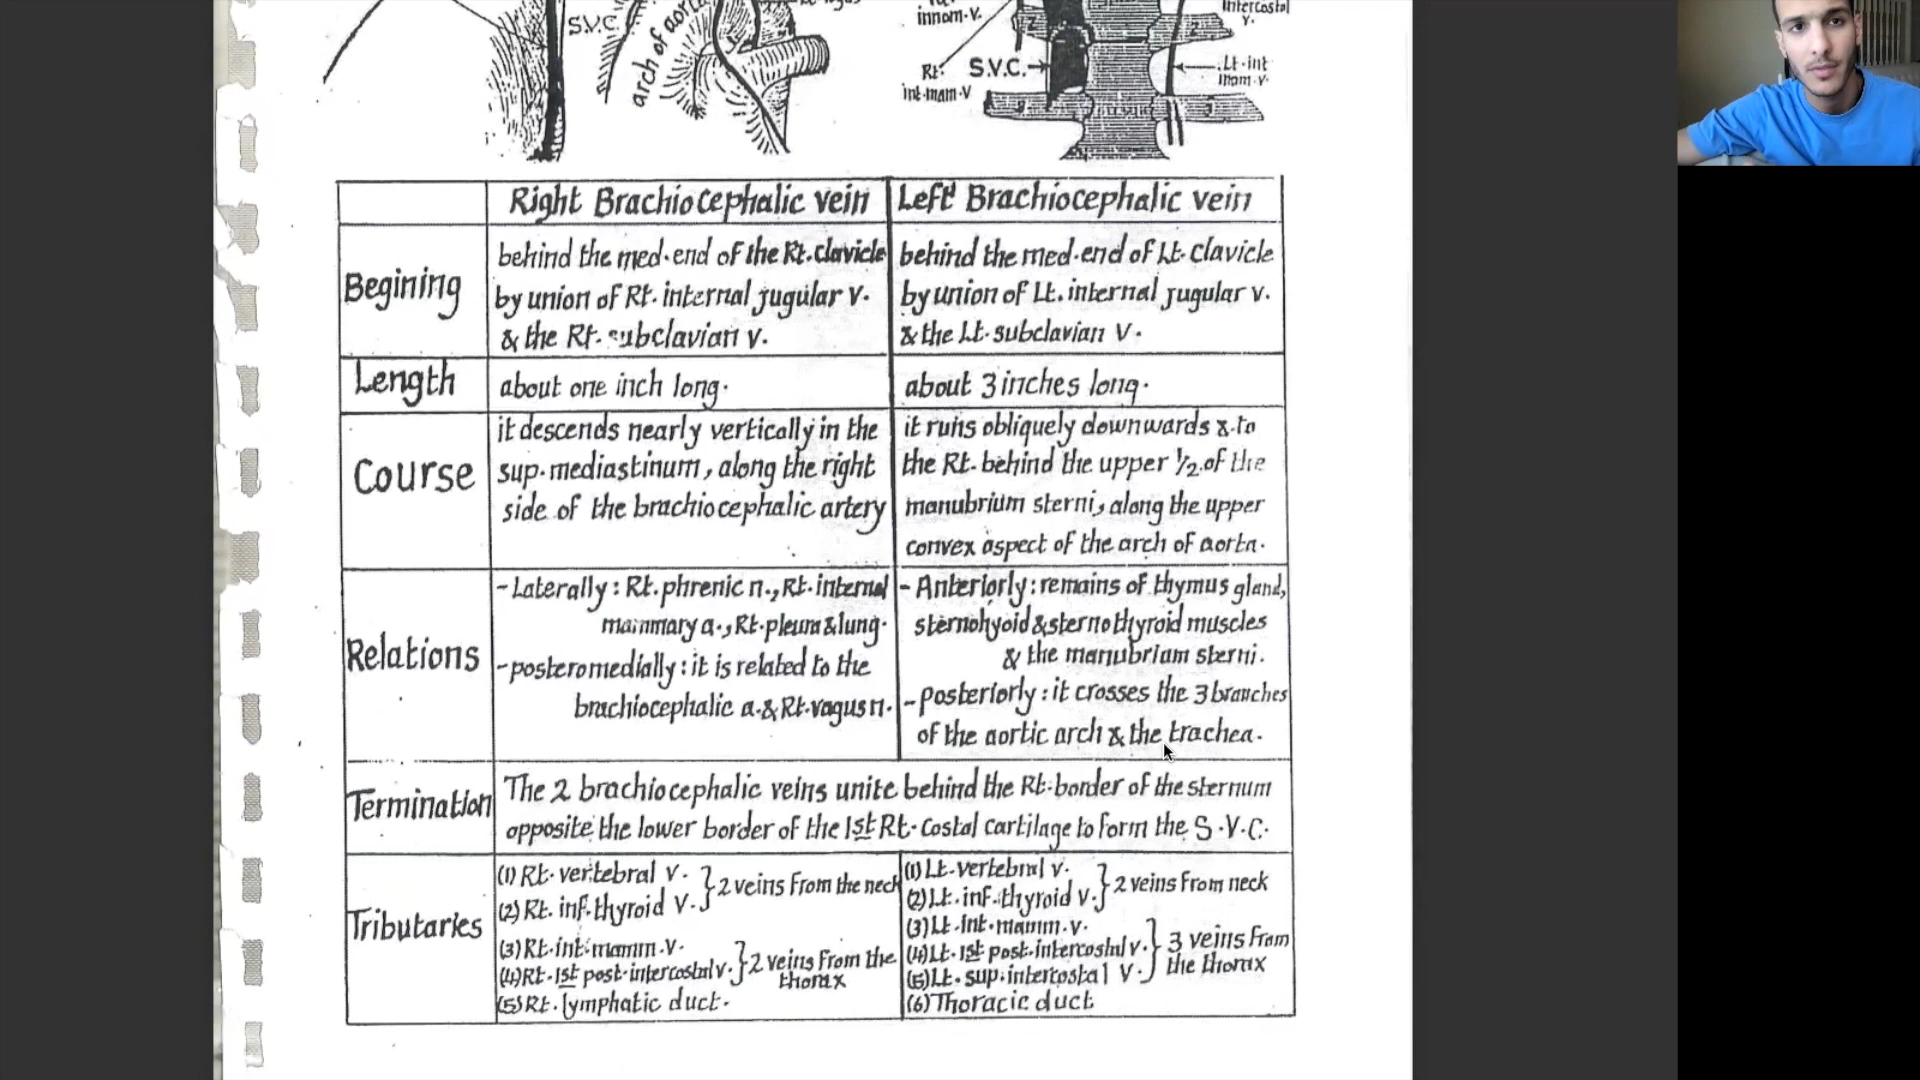 S.V.C
arch of aorta
innom.V.
intercostal
V.
Rt.
int.mam.V
S.V.C.
Lt.int
mam.V.
Right Brachiocephalic vein
Left Brachiocephalic vein
Begining
behind the med.end of the Rt.clavicle
by union of Rt. internal jugular v.
& the Rt. subclavian v.
behind the med.end of Lt. clavicle
by union of Lt. internal jugular v.
& the Lt. subclavian V.
Length
about one inch long.
about 3 inches long.
Course
it descends nearly vertically in the
sup. mediastinum, along the right
side of the brachiocephalic artery
it runs obliquely downwards & to
the Rt. behind the upper ½ of the
manubrium sterni, along the upper
convex aspect of the arch of aorta.
Relations
- Laterally : Rt. phrenic n., Rt. internal
mammary a., Rt. pleura & lung.
- posteromedially : it is related to the
brachiocephalic a. & Rt. vagus n.
- Anteriorly : remains of thymus gland,
sternohyoid & sternothyroid muscles
& the manubrium sterni.
- Posteriorly : it crosses the 3 branches
of the aortic arch & the trachea.
Termination
The 2 brachiocephalic veins unite behind the Rt. border of the sternum
opposite the lower border of the 1st Rt. Costal cartilage to form the S.V.C.
Tributaries
(1) Rt. vertebral v.
(2) Rt. inf. thyroid V.
2 veins from the neck
(3) Rt. int. mamm. v.
(4) Rt. 1st post. intercostal v.
2 veins from the
thorax
(5) Rt. lymphatic duct.
(1) Lt. vertebral v.
(2) Lt. inf. thyroid v.
2 veins from neck
(3) Lt. int. mamm. v.
(4) Lt. 1st post. intercostal v.
(5) Lt. sup. intercostal V.
3 veins from
the thorax
(6) Thoracic duct